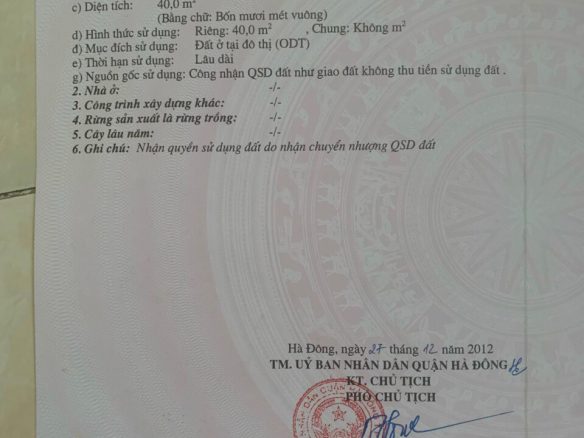 c) Diện tích: 40,0 m²
(Bằng chữ: Bốn mươi mét vuông)
d) Hình thức sử dụng: Riêng: 40,0 m² , Chung: Không m²
đ) Mục đích sử dụng: Đất ở tại đô thị (ODT)
e) Thời hạn sử dụng: Lâu dài
g) Nguồn gốc sử dụng: Công nhận QSD đất như giao đất không thu tiền sử dụng đất .
2. Nhà ở: -/-
3. Công trình xây dựng khác: -/-
4. Rừng sản xuất là rừng trồng: -/-
5. Cây lâu năm: -/-
6. Ghi chú: Nhận quyền sử dụng đất do nhận chuyển nhượng QSD đất
Hà Đông, ngày 27 tháng 12 năm 2012
TM. UỶ BAN NHÂN DÂN QUẬN HÀ ĐÔNG
KT. CHỦ TỊCH
PHÓ CHỦ TỊCH
NHÂN DÂN QUẬN HÀ ĐÔNG